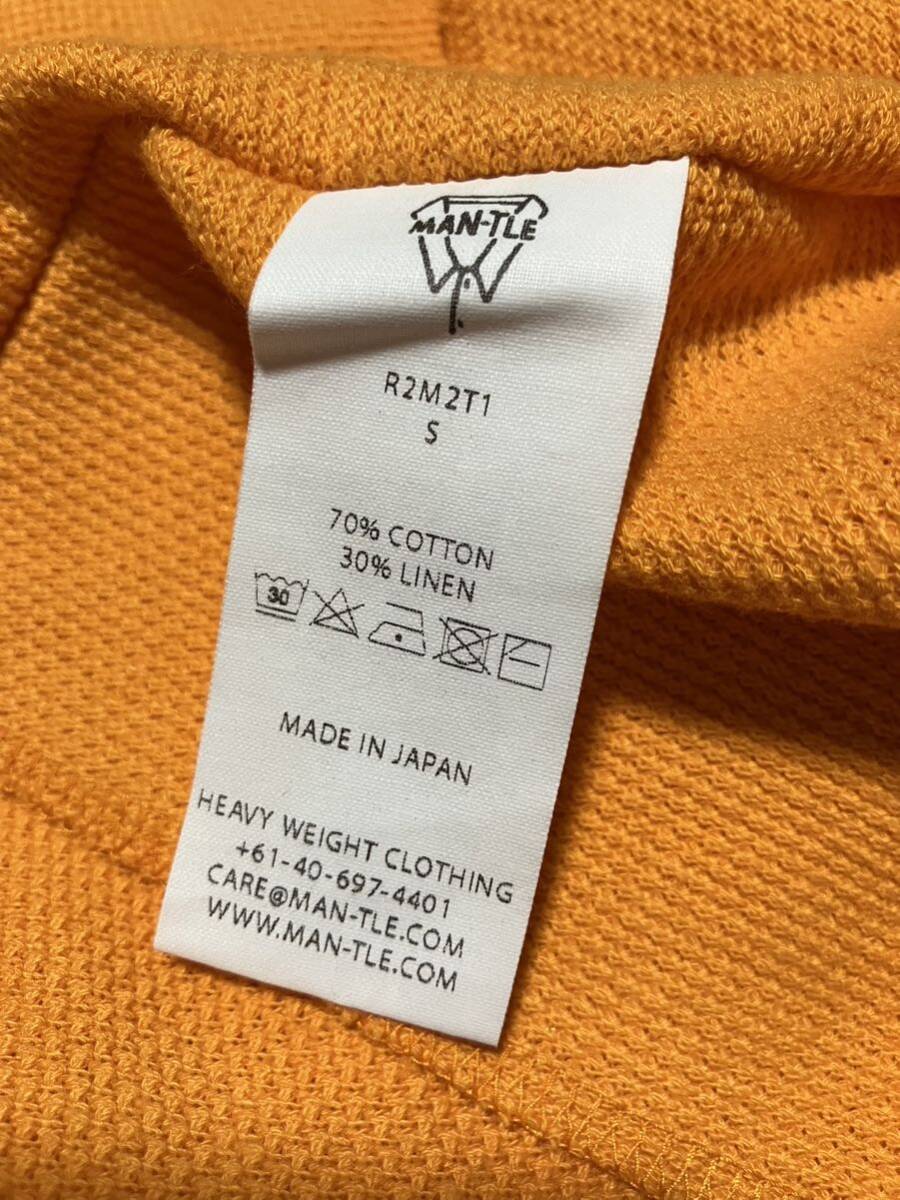 MAN-TLE
R2M2T1
S
70% COTTON
30% LINEN
30
MADE IN JAPAN
HEAVY WEIGHT CLOTHING
+61-40-697-4401
CARE@MAN-TLE.COM
WWW.MAN-TLE.COM